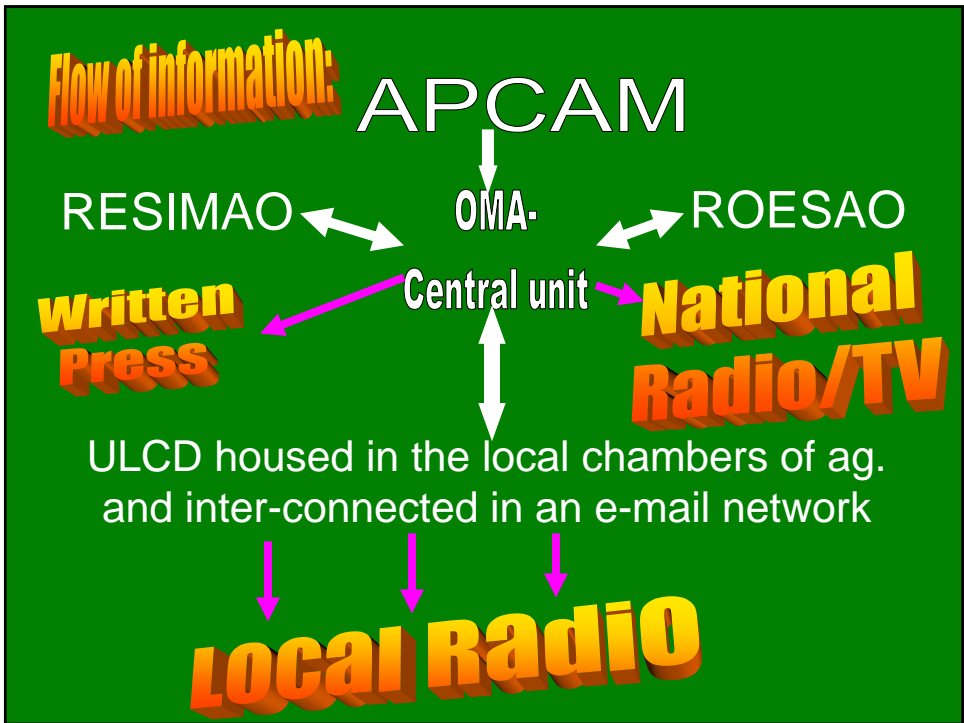 Flow of information:
APCAM
RESIMAO
OMA-
ROESAO
Central unit
Written
Press
National
Radio/TV
ULCD housed in the local chambers of ag.
and inter-connected in an e-mail network
Local Radio